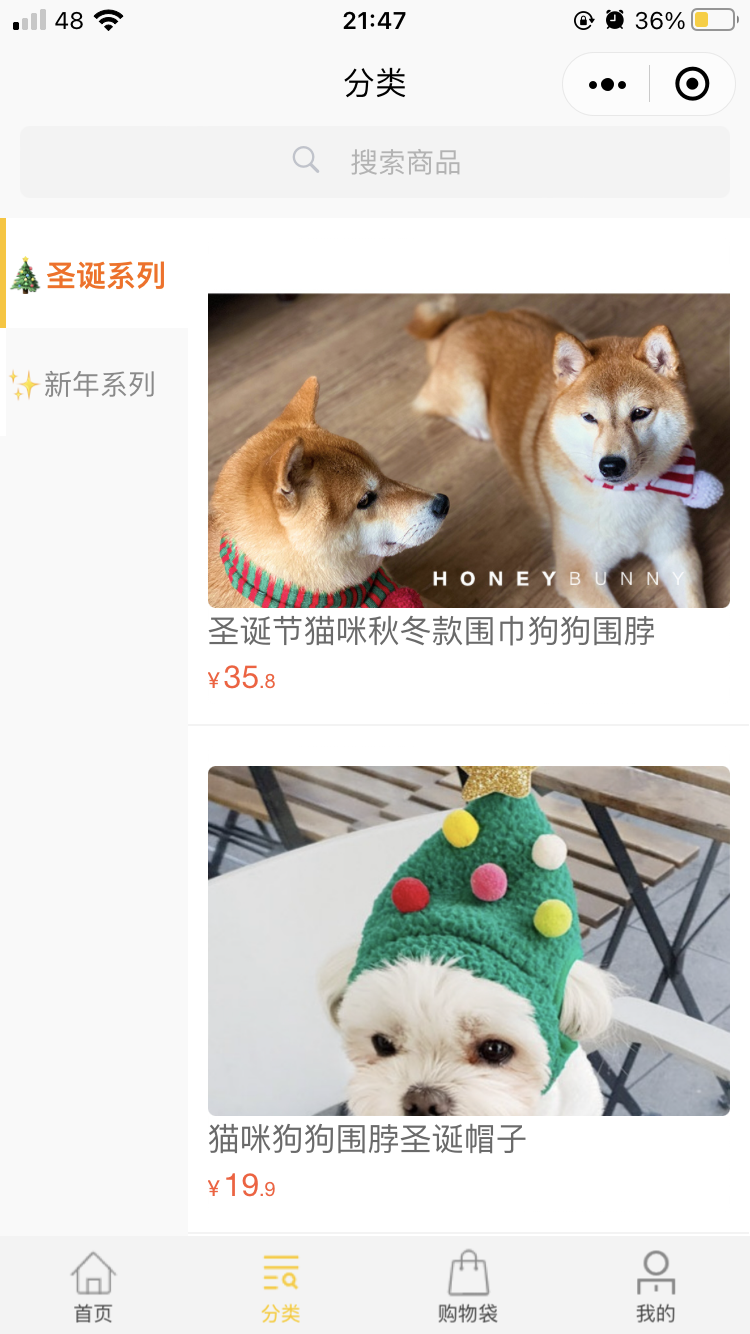 48
21:47
36%
分类
搜索商品
🎄圣诞系列
✨新年系列
HONEYBUNNY
圣诞节猫咪秋冬款围巾狗狗围脖
¥35.8
猫咪狗狗围脖圣诞帽子
¥19.9
首页
分类
购物袋
我的